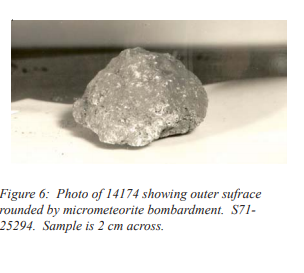 Figure 6: Photo of 14174 showing outer sufrace
rounded by micrometeorite bombardment. S71-
25294. Sample is 2 cm across.